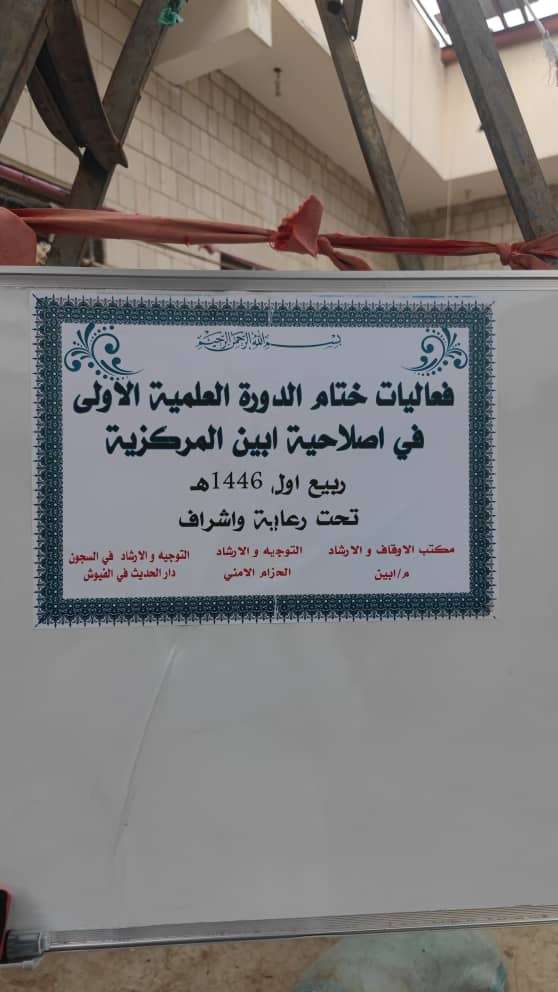 بسم الله الرحمن الرحيم
فعاليات ختام الدورة العلمية الاولى
في اصلاحية ابين المركزية
ربيع اول 1446هـ
تحت رعاية واشراف
مكتب الاوقاف و الارشاد
م/ابين
التوجيه و الارشاد
الحزام الامني
التوجيه و الارشاد في السجون
دار الحديث في الفيوش